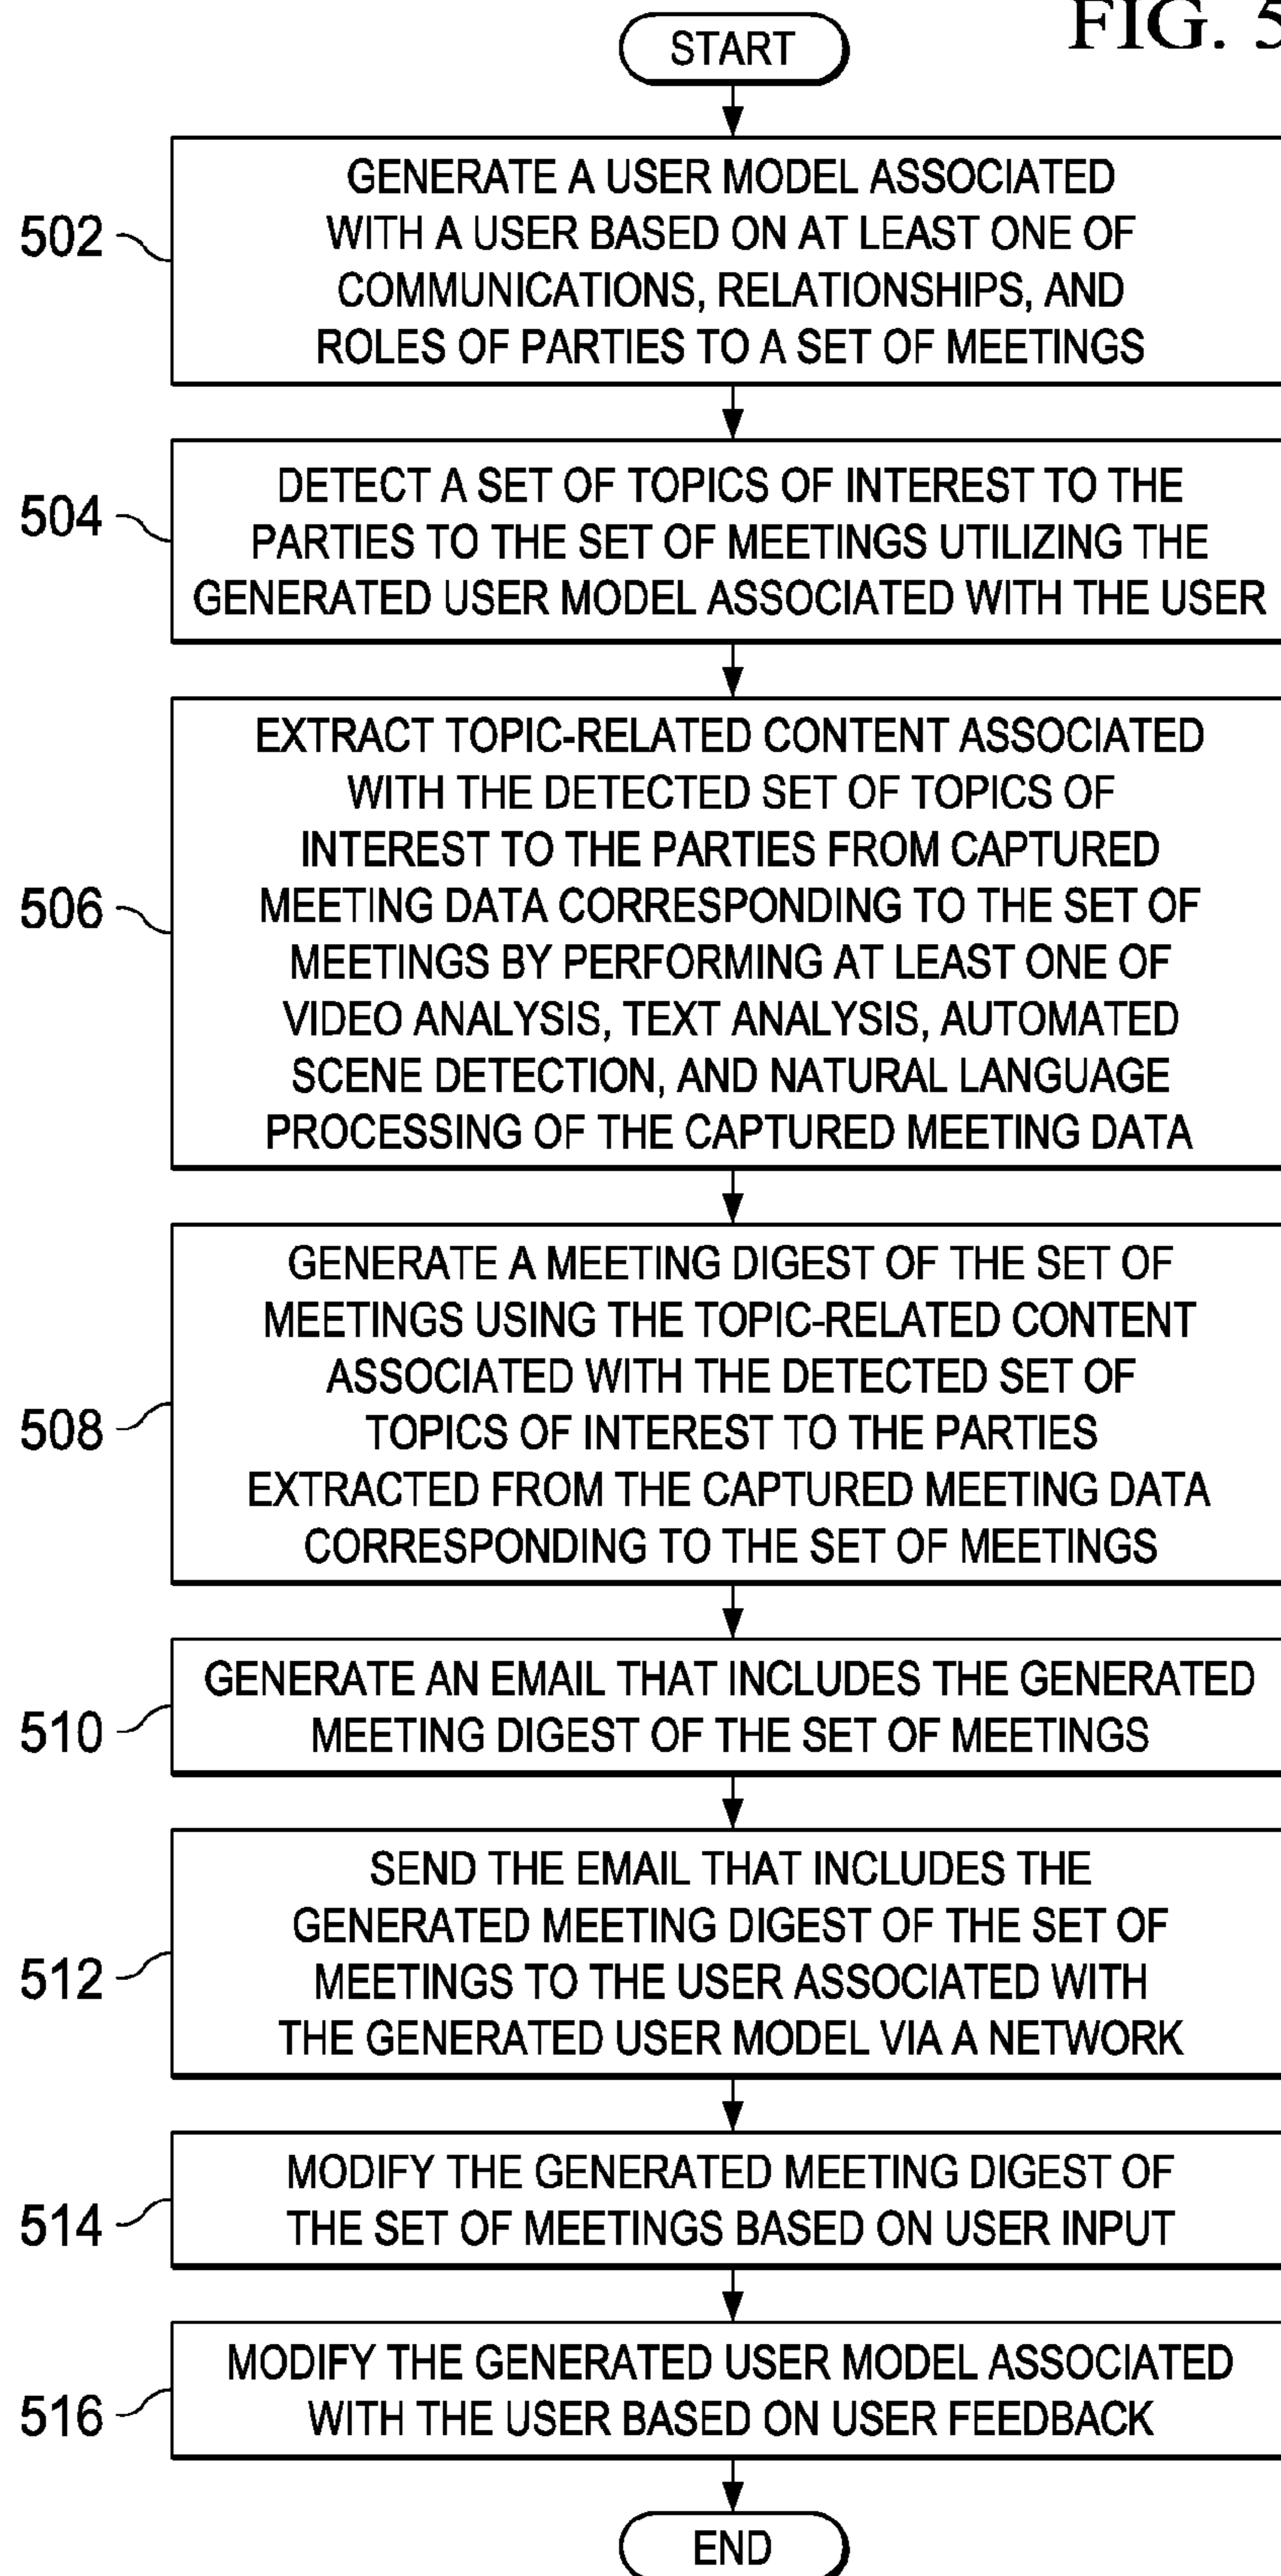 FIG. 5
START
502
GENERATE A USER MODEL ASSOCIATED
WITH A USER BASED ON AT LEAST ONE OF
COMMUNICATIONS, RELATIONSHIPS, AND
ROLES OF PARTIES TO A SET OF MEETINGS
504
DETECT A SET OF TOPICS OF INTEREST TO THE
PARTIES TO THE SET OF MEETINGS UTILIZING THE
GENERATED USER MODEL ASSOCIATED WITH THE USER
506
EXTRACT TOPIC-RELATED CONTENT ASSOCIATED
WITH THE DETECTED SET OF TOPICS OF
INTEREST TO THE PARTIES FROM CAPTURED
MEETING DATA CORRESPONDING TO THE SET OF
MEETINGS BY PERFORMING AT LEAST ONE OF
VIDEO ANALYSIS, TEXT ANALYSIS, AUTOMATED
SCENE DETECTION, AND NATURAL LANGUAGE
PROCESSING OF THE CAPTURED MEETING DATA
508
GENERATE A MEETING DIGEST OF THE SET OF
MEETINGS USING THE TOPIC-RELATED CONTENT
ASSOCIATED WITH THE DETECTED SET OF
TOPICS OF INTEREST TO THE PARTIES
EXTRACTED FROM THE CAPTURED MEETING DATA
CORRESPONDING TO THE SET OF MEETINGS
510
GENERATE AN EMAIL THAT INCLUDES THE GENERATED
MEETING DIGEST OF THE SET OF MEETINGS
512
SEND THE EMAIL THAT INCLUDES THE
GENERATED MEETING DIGEST OF THE SET OF
MEETINGS TO THE USER ASSOCIATED WITH
THE GENERATED USER MODEL VIA A NETWORK
514
MODIFY THE GENERATED MEETING DIGEST OF
THE SET OF MEETINGS BASED ON USER INPUT
516
MODIFY THE GENERATED USER MODEL ASSOCIATED
WITH THE USER BASED ON USER FEEDBACK
END